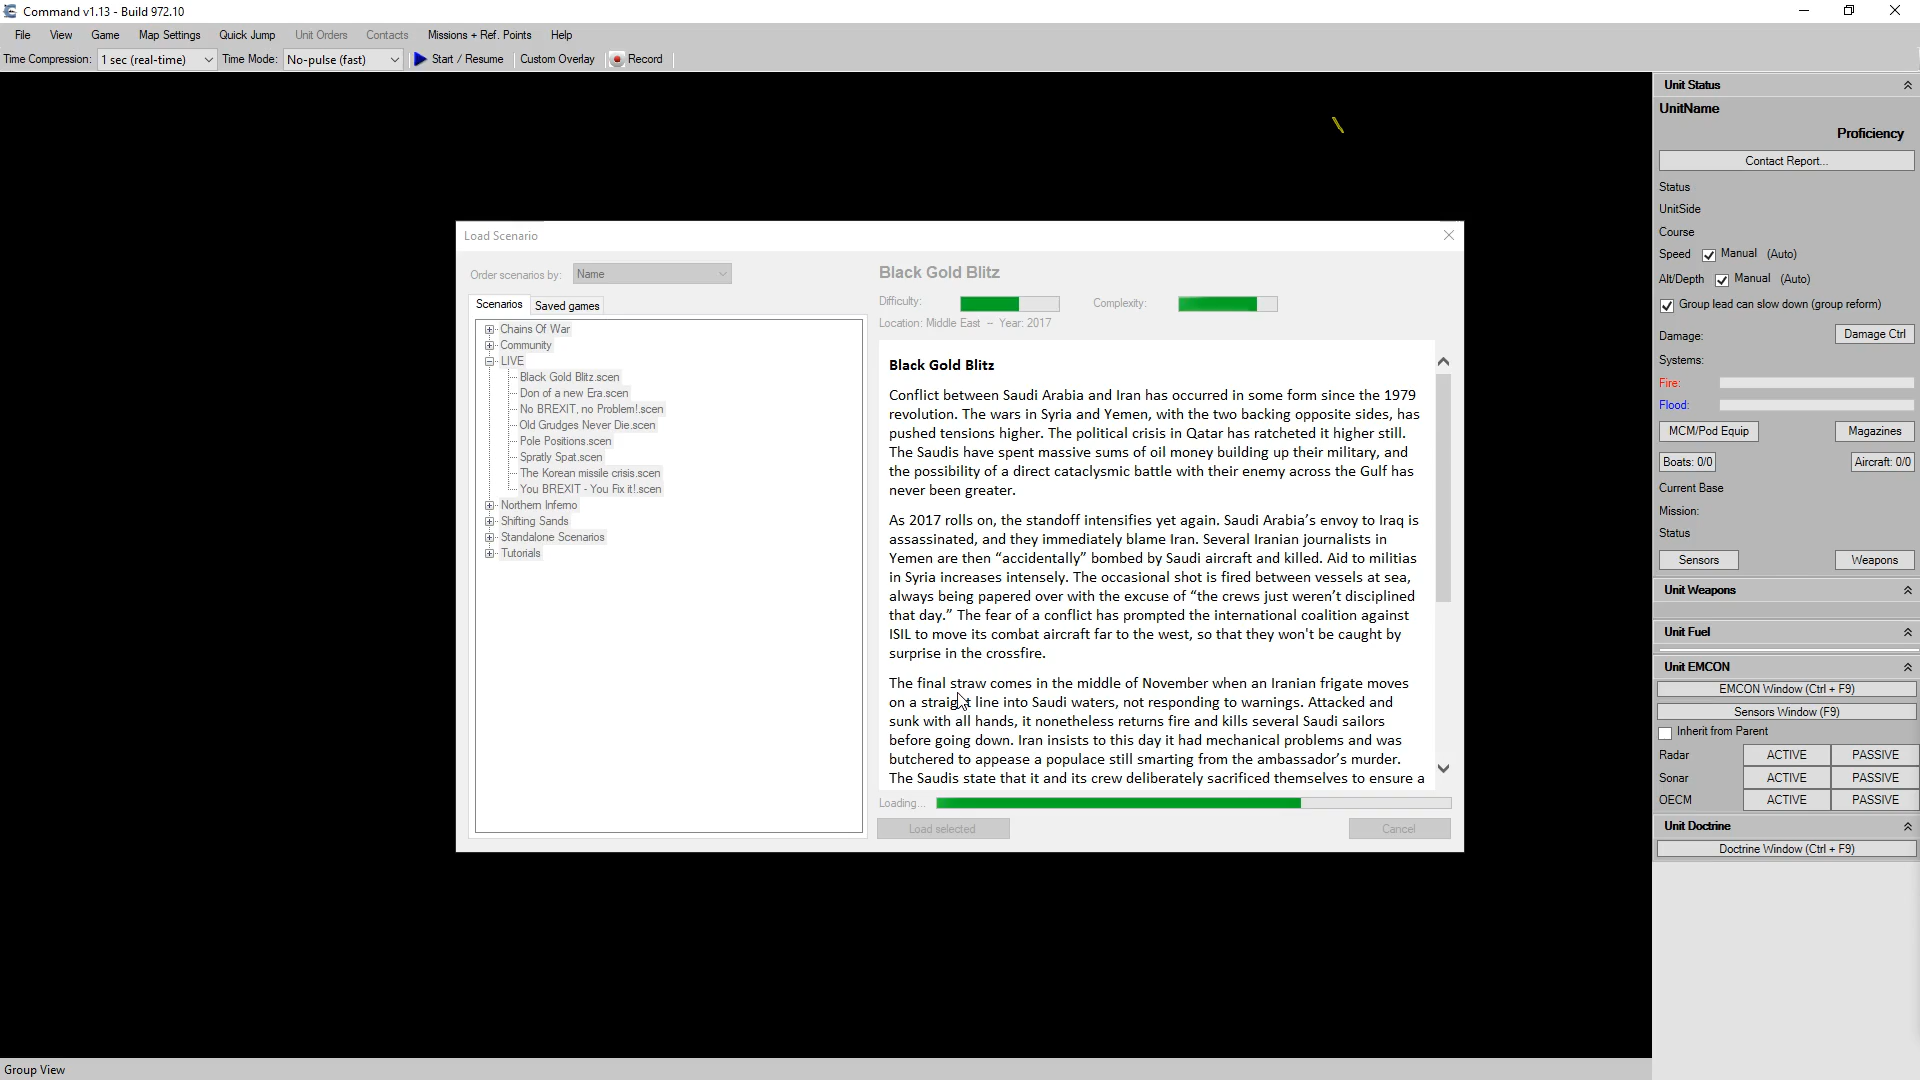 Command v1.13 - Build 972.10
File View Game Map Settings Quick Jump Unit Orders Contacts Missions + Ref. Points Help
Time Compression: 1 sec (real-time) Time Mode: No-pulse (fast) Start / Resume Custom Overlay Record
Load Scenario
Order scenarios by: Name
Scenarios Saved games
Chains Of War
Community
LIVE
Black Gold Blitz.scen
Don of a new Era.scen
No BREXIT, no Problem!.scen
Old Grudges Never Die.scen
Pole Positions.scen
Spratly Spat.scen
The Korean missile crisis.scen
You BREXIT - You Fix it!.scen
Northern Inferno
Shifting Sands
Standalone Scenarios
Tutorials
Black Gold Blitz
Difficulty: Complexity:
Location: Middle East - Year: 2017
Black Gold Blitz
Conflict between Saudi Arabia and Iran has occurred in some form since the 1979
revolution. The wars in Syria and Yemen, with the two backing opposite sides, has
pushed tensions higher. The political crisis in Qatar has ratcheted it higher still.
The Saudis have spent massive sums of oil money building up their military, and
the possibility of a direct cataclysmic battle with their enemy across the Gulf has
never been greater.
As 2017 rolls on, the standoff intensifies yet again. Saudi Arabia’s envoy to Iraq is
assassinated, and they immediately blame Iran. Several Iranian journalists in
Yemen are then “accidentally” bombed by Saudi aircraft and killed. Aid to militias
in Syria increases intensely. The occasional shot is fired between vessels at sea,
always being papered over with the excuse of “the crews just weren’t disciplined
that day.” The fear of a conflict has prompted the international coalition against
ISIL to move its combat aircraft far to the west, so that they won't be caught by
surprise in the crossfire.
The final straw comes in the middle of November when an Iranian frigate moves
on a straight line into Saudi waters, not responding to warnings. Attacked and
sunk with all hands, it nonetheless returns fire and kills several Saudi sailors
before going down. Iran insists to this day it had mechanical problems and was
butchered to appease a populace still smarting from the ambassador’s murder.
The Saudis state that it and its crew deliberately sacrificed themselves to ensure a
Loading...
Load selected Cancel
Unit Status
UnitName
Proficiency
Contact Report...
Status
UnitSide
Course
Speed Manual (Auto)
Alt/Depth Manual (Auto)
Group lead can slow down (group reform)
Damage: Damage Ctrl
Systems:
Fire:
Flood:
MCM/Pod Equip Magazines
Boats: 0/0 Aircraft: 0/0
Current Base
Mission:
Status
Sensors Weapons
Unit Weapons
Unit Fuel
Unit EMCON
EMCON Window (Ctrl + F9)
Sensors Window (F9)
Inherit from Parent
Radar ACTIVE PASSIVE
Sonar ACTIVE PASSIVE
OECM ACTIVE PASSIVE
Unit Doctrine
Doctrine Window (Ctrl + F9)
Group View